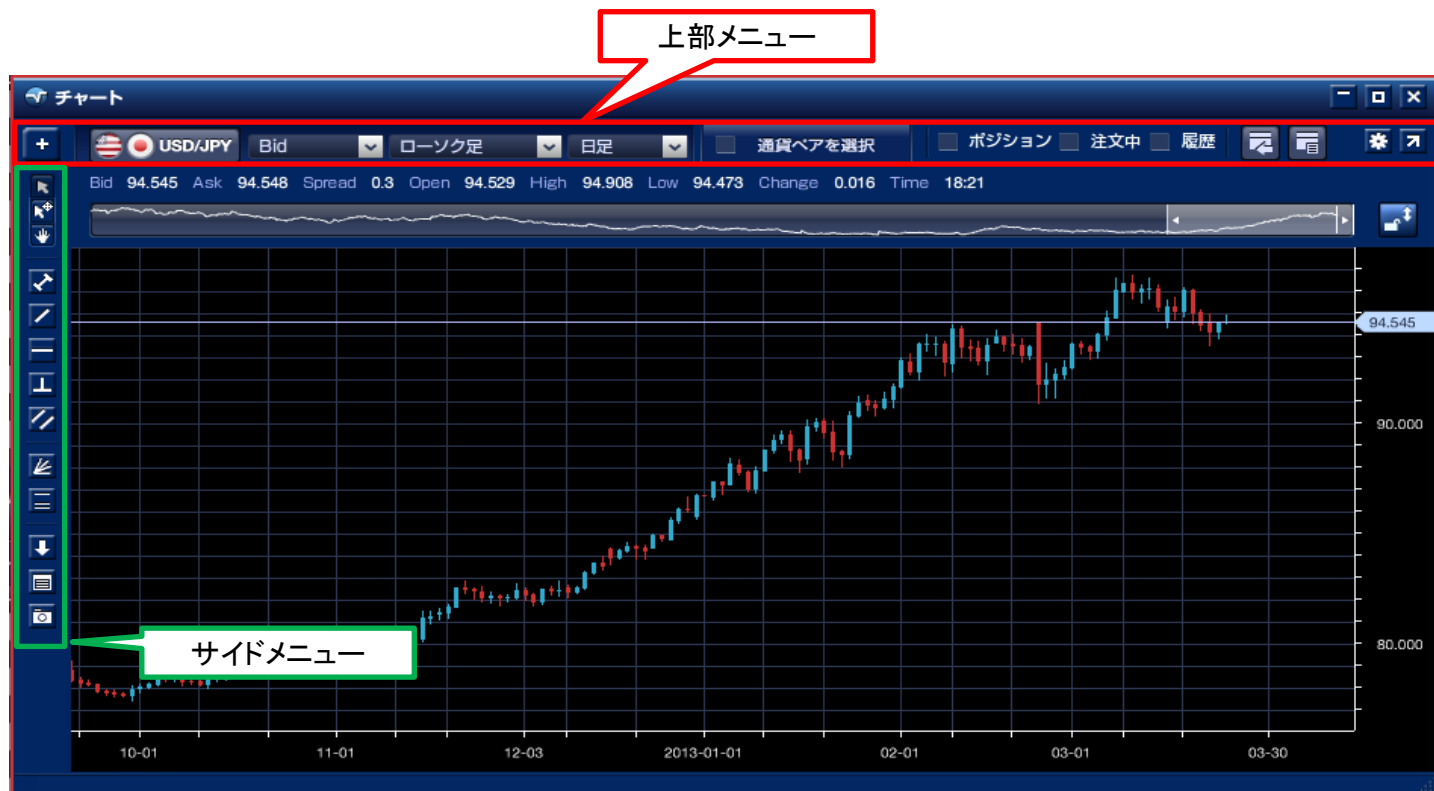 上部メニュー
チャート
USD/JPY Bid ローソク足 日足 通貨ペアを選択 ポジション 注文中 履歴
Bid 94.545 Ask 94.548 Spread 0.3 Open 94.529 High 94.908 Low 94.473 Change 0.016 Time 18:21
94.545
90.000
80.000
サイドメニュー
10-01 11-01 12-03 2013-01-01 02-01 03-01 03-30